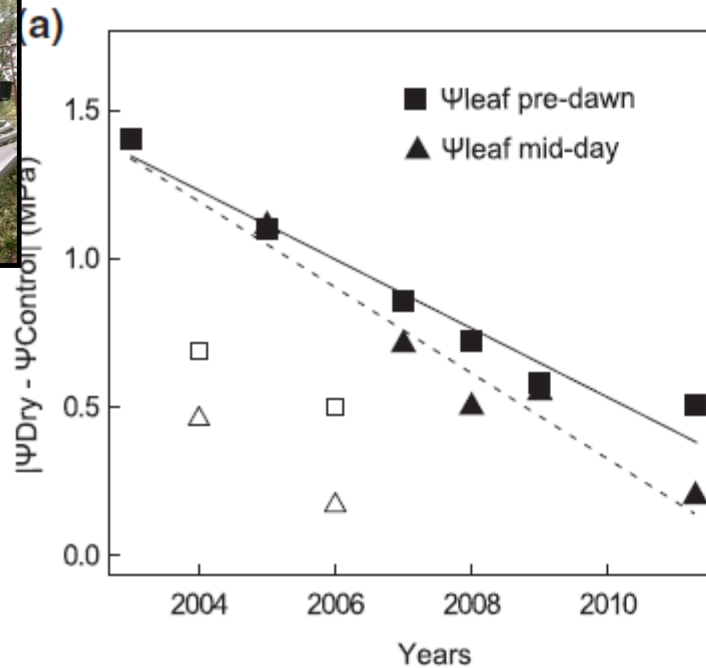 (a)
Ψleaf pre-dawn
Ψleaf mid-day
|ΨDry - ΨControl| (MPa)
1.5
1.0
0.5
0.0
2004 2006 2008 2010
Years